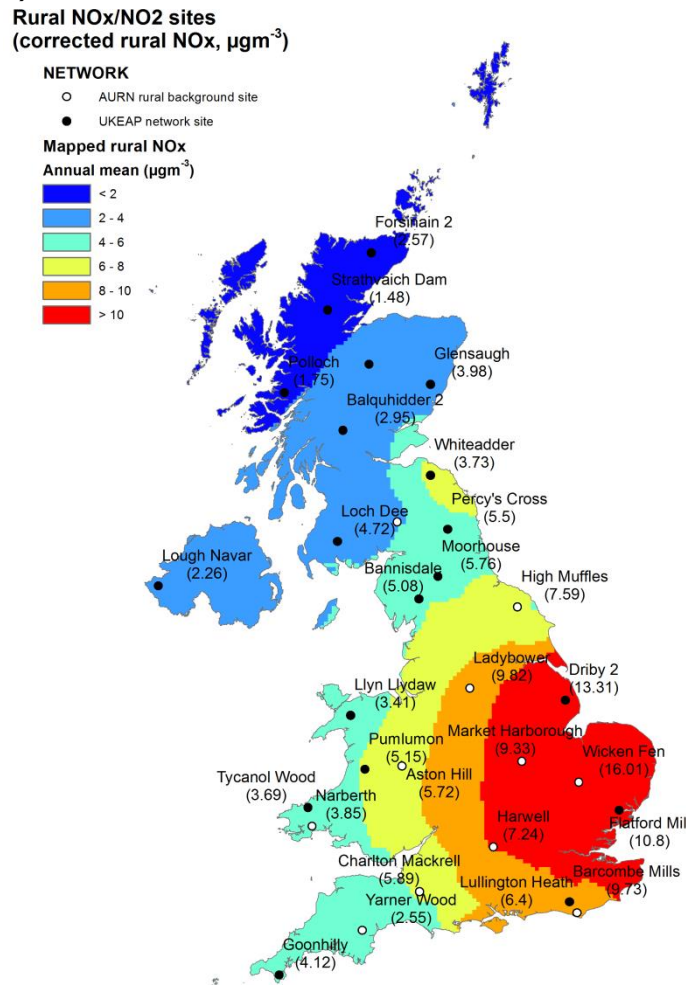 Rural NOx/NO2 sites
(corrected rural NOx, µgm⁻³)
NETWORK
AURN rural background site
UKEAP network site
Mapped rural NOx
Annual mean (µgm⁻³)
< 2
2 - 4
4 - 6
6 - 8
8 - 10
> 10
Forsinain 2
(2.57)
Strathvaich Dam
(1.48)
Polloch
(1.75)
Glensaugh
(3.98)
Balquhidder 2
(2.95)
Whiteadder
(3.73)
Percy's Cross
(5.5)
Loch Dee
(4.72)
Moorhouse
(5.76)
Lough Navar
(2.26)
Bannisdale
(5.08)
High Muffles
(7.59)
Ladybower
(9.82)
Driby 2
(13.31)
Llyn Llydaw
(3.41)
Market Harborough
(9.33)
Pumlumon
(5.15)
Wicken Fen
(16.01)
Aston Hill
(5.72)
Tycanol Wood
(3.69)
Narberth
(3.85)
Harwell
(7.24)
Flatford Mil
(10.8)
Charlton Mackrell
(5.89)
Barcombe Mills
(9.73)
Lullington Heath
(6.4)
Yarner Wood
(2.55)
Goonhilly
(4.12)